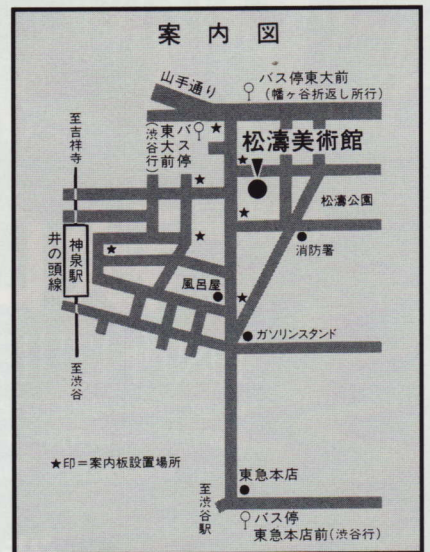 案内図
山手通り
バス停東大前
(幡ヶ谷折返し所行)
至吉祥寺
バス停
東大前
(渋谷行)
松濤美術館
松濤公園
井の頭線
神泉駅
消防署
風呂屋
ガソリンスタンド
至渋谷
★印=案内板設置場所
至渋谷駅
東急本店
バス停
東急本店前(渋谷行)